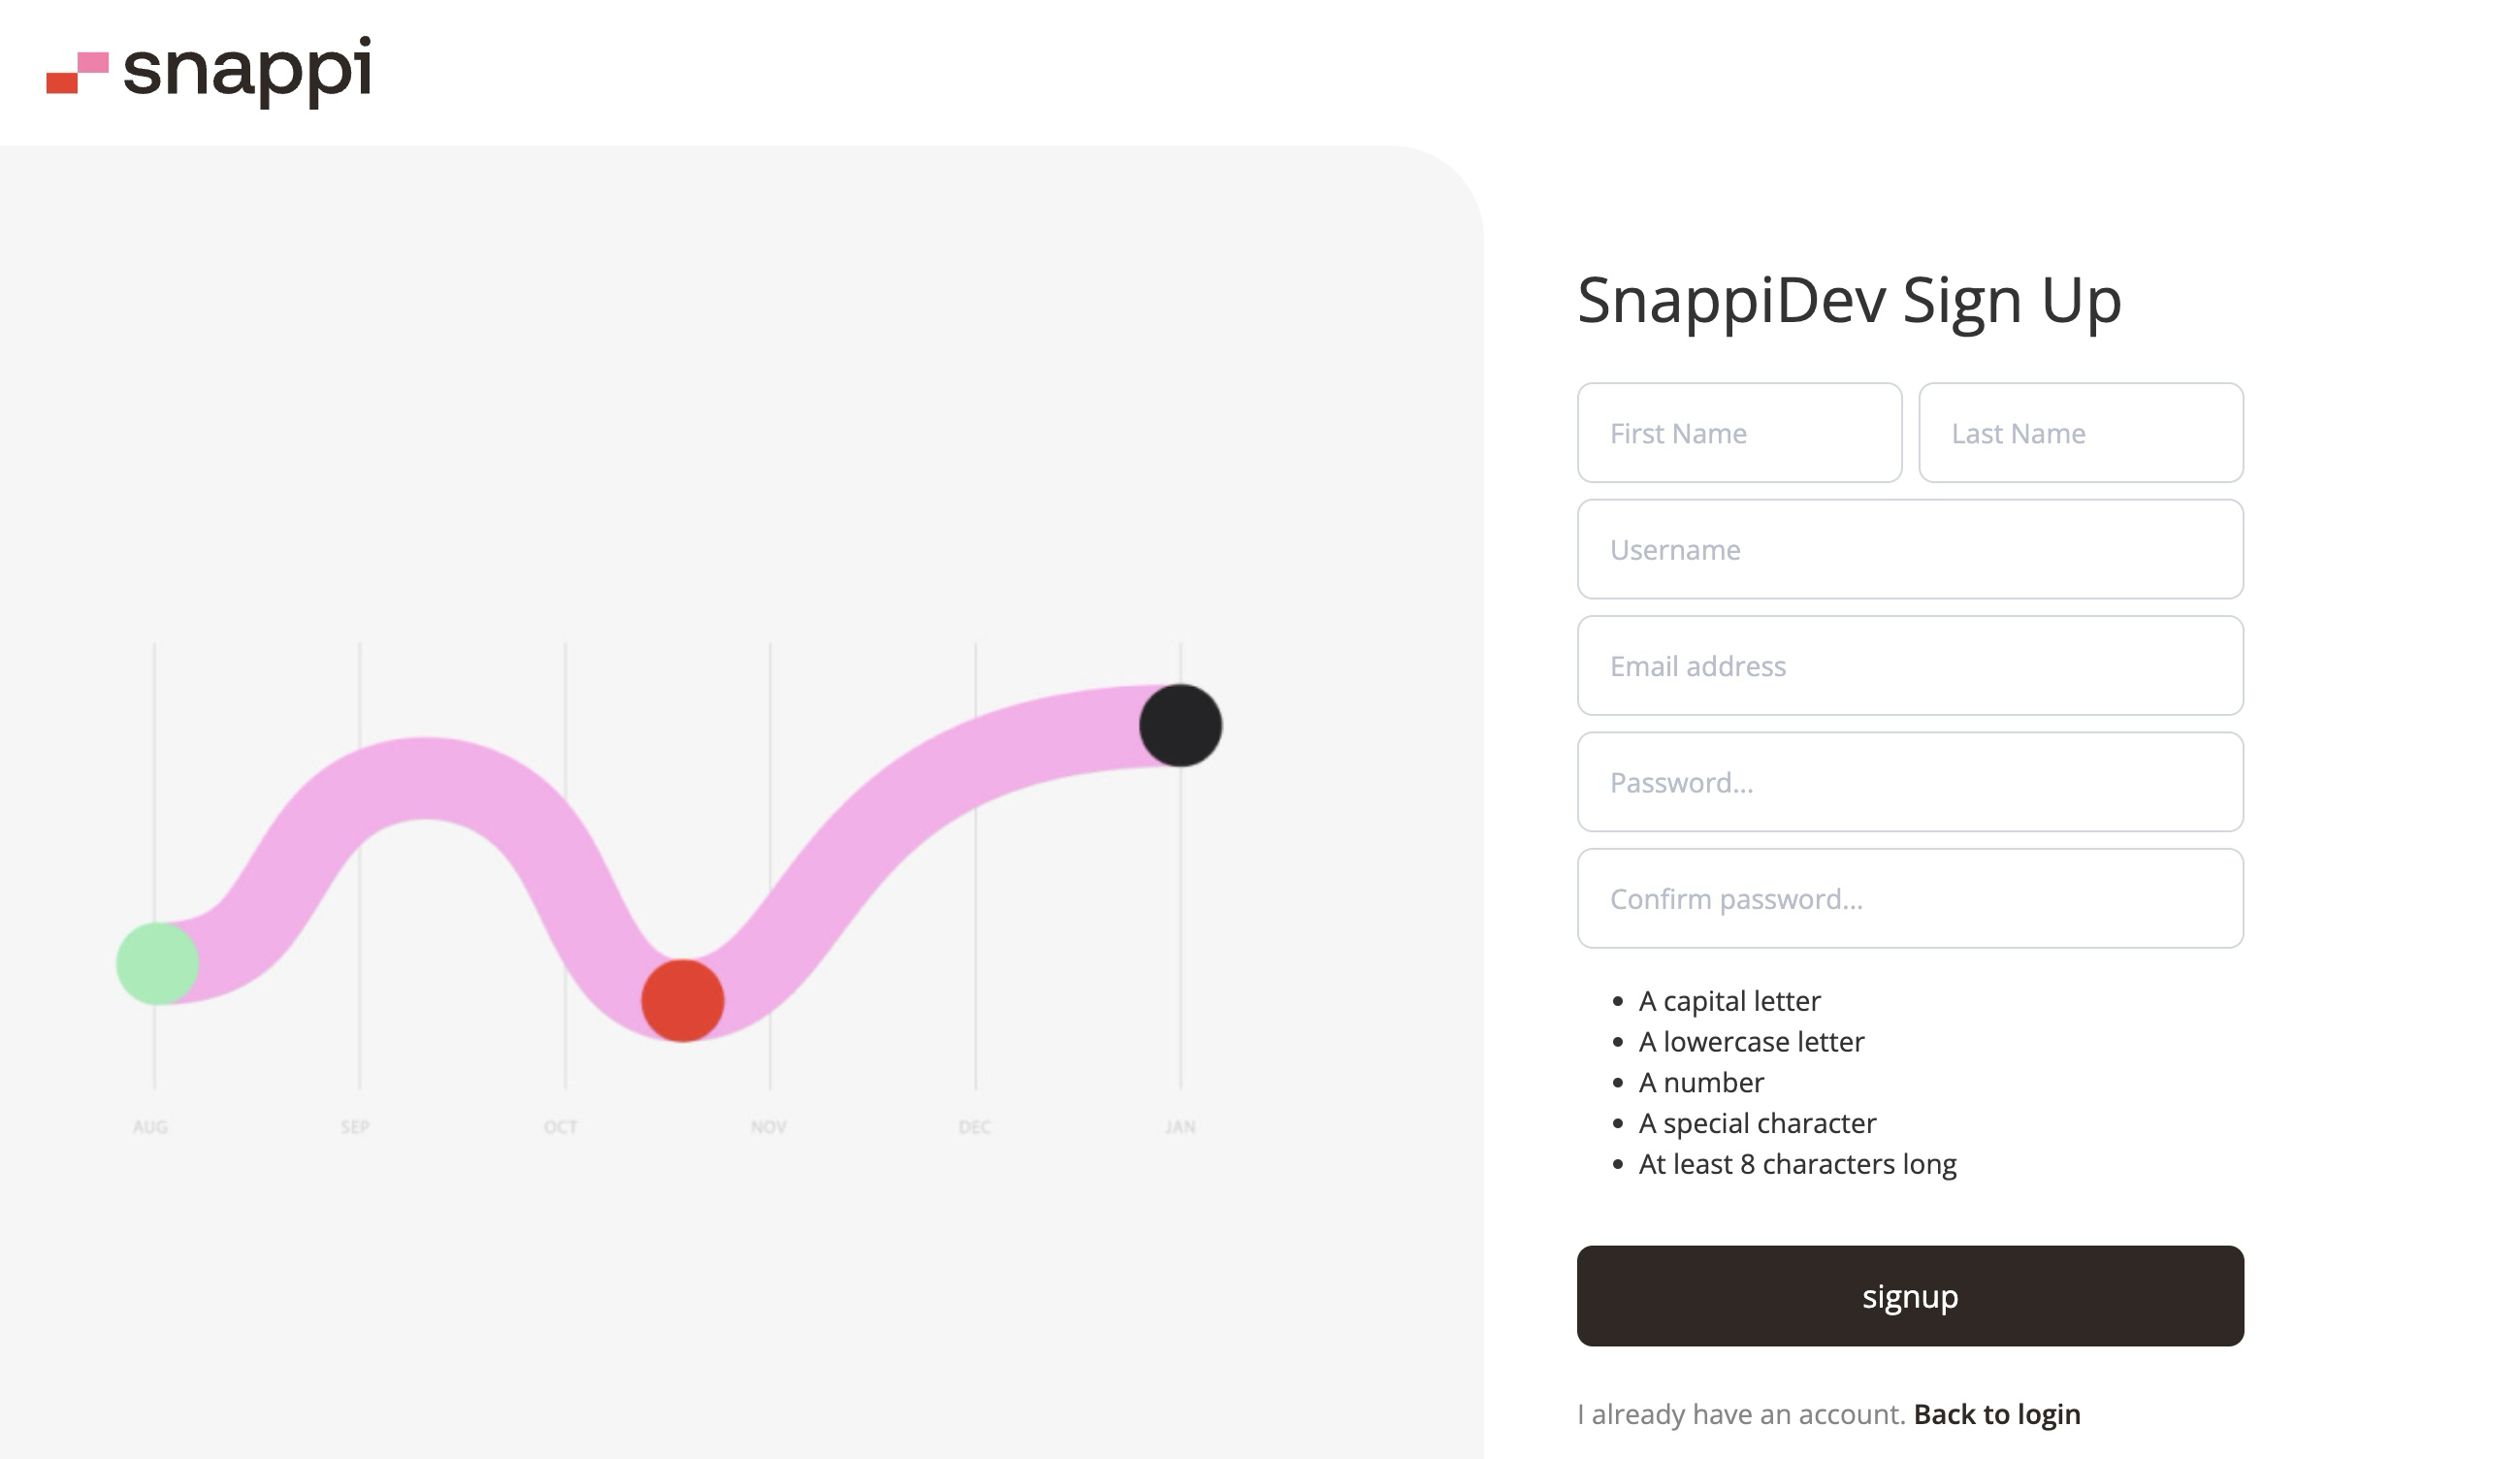 snappi
SnappiDev Sign Up
First Name
Last Name
Username
Email address
Password...
Confirm password...
A capital letter
A lowercase letter
A number
A special character
At least 8 characters long
signup
I already have an account. Back to login
AUG SEP OCT NOV DEC JAN